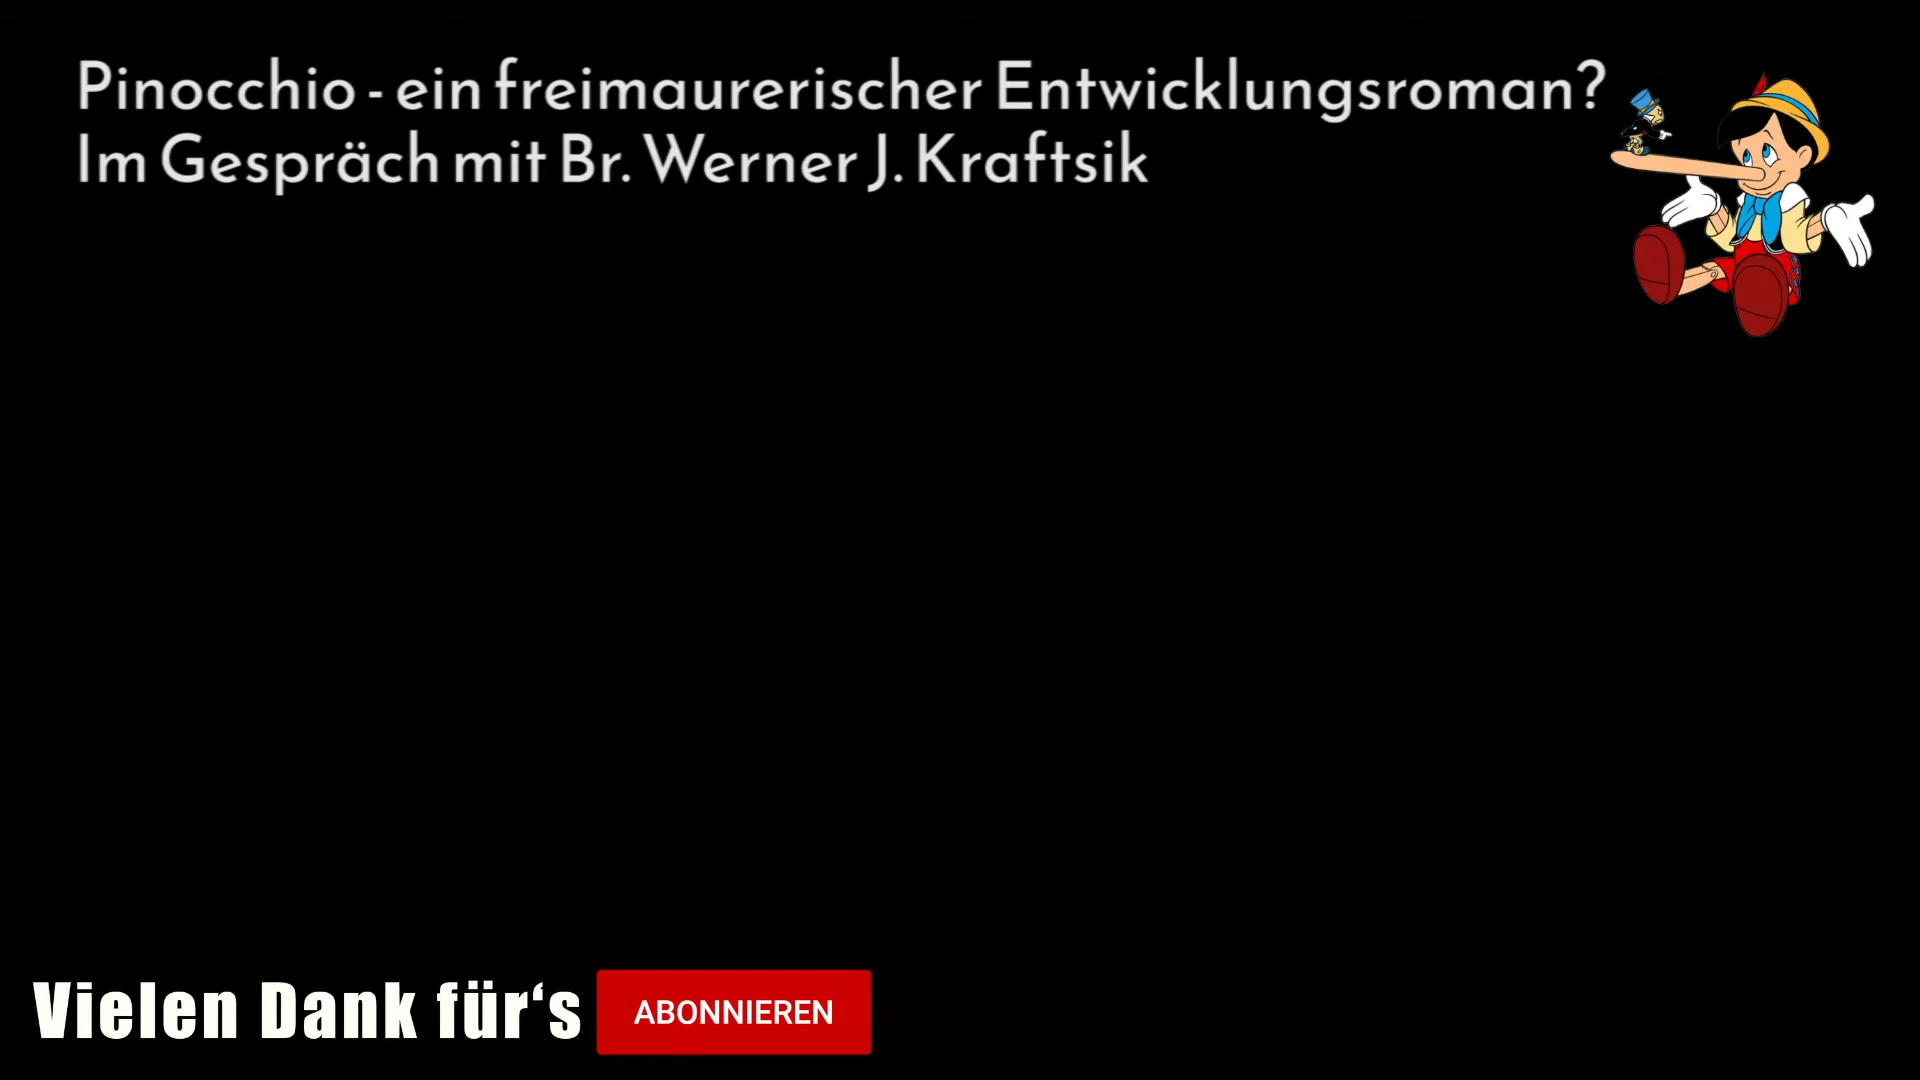 Pinocchio - ein freimaurerischer Entwicklungsroman?
Im Gespräch mit Br. Werner J. Kraftsik
Vielen Dank für‘s ABONNIEREN